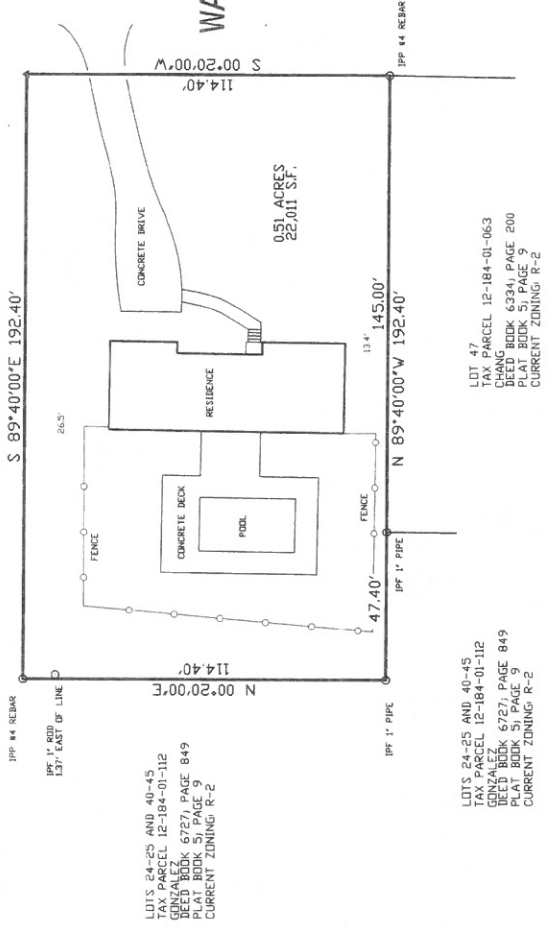 IPP #4 REBAR
S 89°40'00"E 192.40'
IPF 1" ROD
1.37' EAST OF LINE
N 00°20'00"E
114.40'
S 00°20'00"W
114.40'
WA
CONCRETE DRIVE
26.5'
FENCE
RESIDENCE
CONCRETE DECK
POOL
FENCE
0.51 ACRES
22,011 S.F.
13.4'
47.40'
145.00'
N 89°40'00"W 192.40'
IPP #4 REBAR
IPF 1" PIPE
IPF 1" PIPE
LOTS 24-25 AND 40-45
TAX PARCEL 12-184-01-112
GONZALEZ
DEED BOOK 6727; PAGE 849
PLAT BOOK 5; PAGE 9
CURRENT ZONING: R-2
LOTS 24-25 AND 40-45
TAX PARCEL 12-184-01-112
GONZALEZ
DEED BOOK 6727; PAGE 849
PLAT BOOK 5; PAGE 9
CURRENT ZONING: R-2
LOT 47
TAX PARCEL 12-184-01-063
CHANG
DEED BOOK 6334; PAGE 200
PLAT BOOK 5; PAGE 9
CURRENT ZONING: R-2